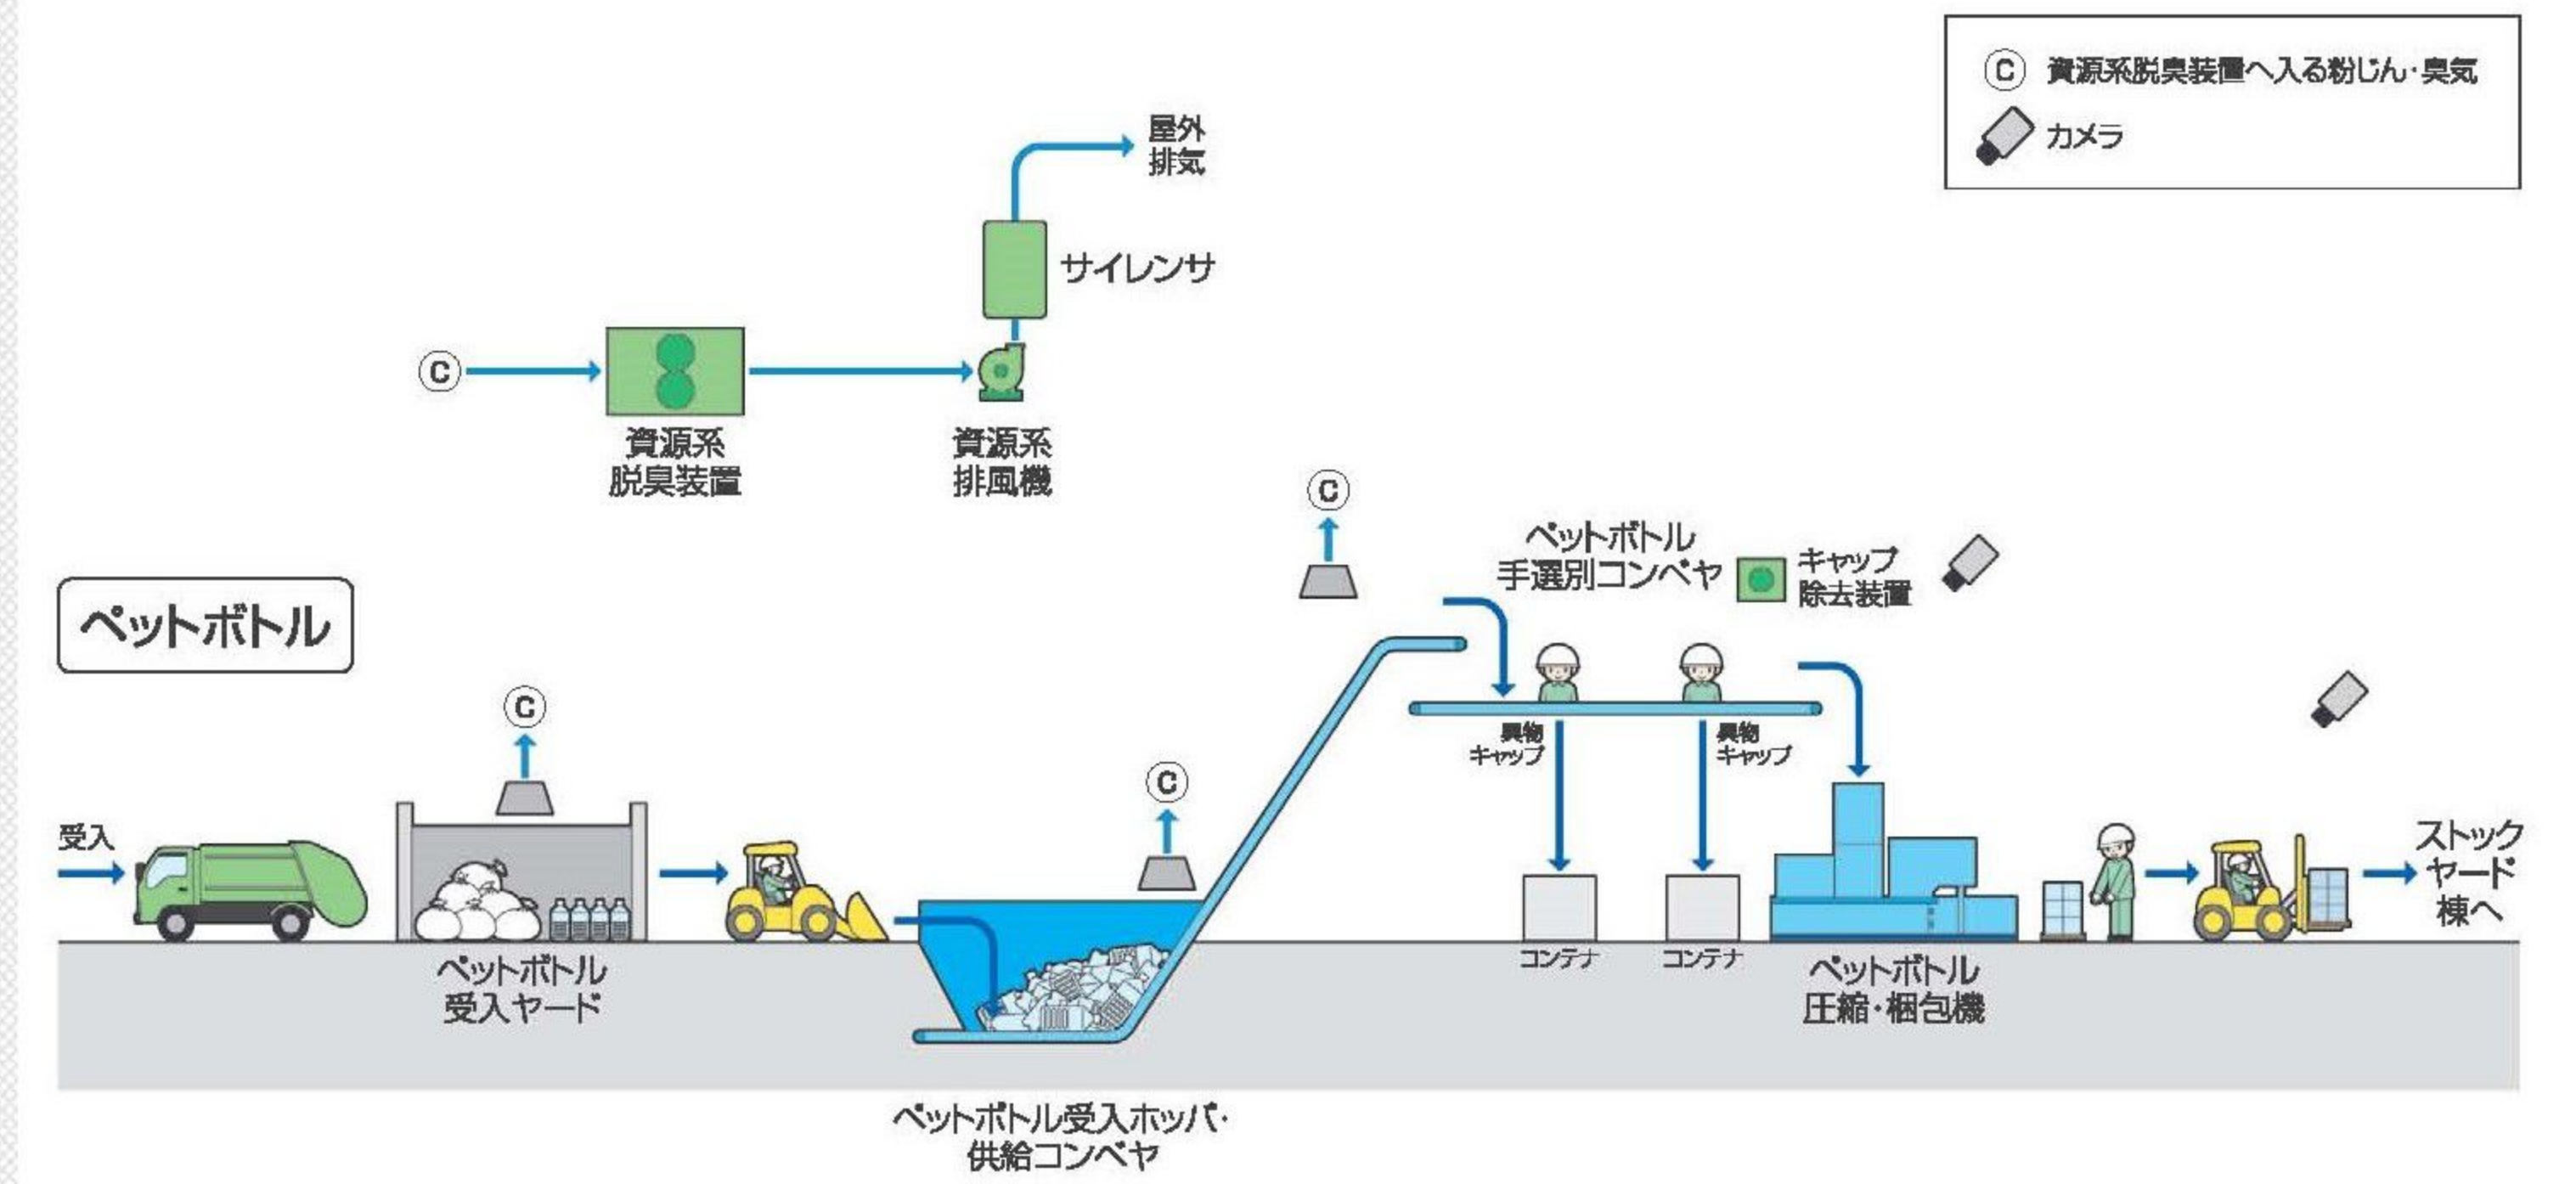 Ⓒ 資源系脱臭装置へ入る粉じん・臭気
カメラ
屋外
排気
サイレンサ
Ⓒ
資源系
脱臭装置
資源系
排風機
Ⓒ
ペットボトル
手選別コンベヤ
キャップ
除去装置
ペットボトル
Ⓒ
Ⓒ
異物
キャップ
異物
キャップ
受入
ストック
ヤード
棟へ
ペットボトル
受入ヤード
コンテナ
コンテナ
ペットボトル
圧縮・梱包機
ペットボトル受入ホッパ・
供給コンベヤ